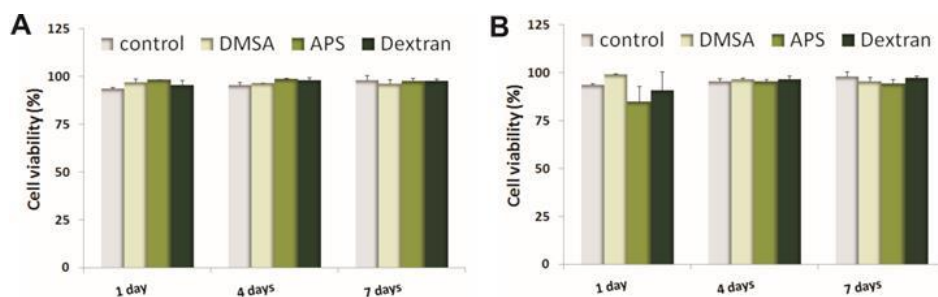 A
control DMSA APS Dextran
Cell viability (%)
125
100
75
50
25
0
1 day 4 days 7 days
B
control DMSA APS Dextran
Cell viability (%)
125
100
75
50
25
0
1 day 4 days 7 days